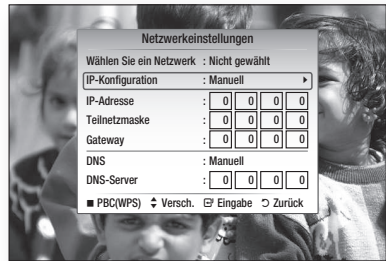 Netzwerkeinstellungen
Wählen Sie ein Netzwerk : Nicht gewählt
IP-Konfiguration : Manuell
IP-Adresse : 0 0 0 0
Teilnetzmaske : 0 0 0 0
Gateway : 0 0 0 0
DNS : Manuell
DNS-Server : 0 0 0 0
PBC(WPS) Versch. Eingabe Zurück